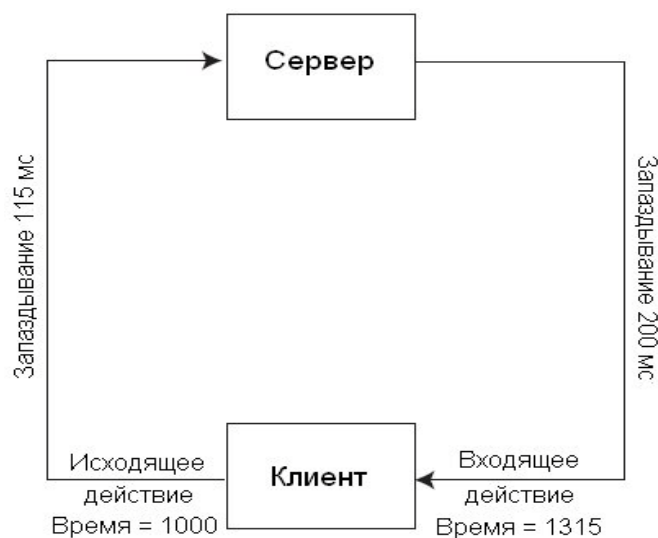 Сервер
Запаздывание 115 мс
Запаздывание 200 мс
Исходящее
действие
Время = 1000
Клиент
Входящее
действие
Время = 1315